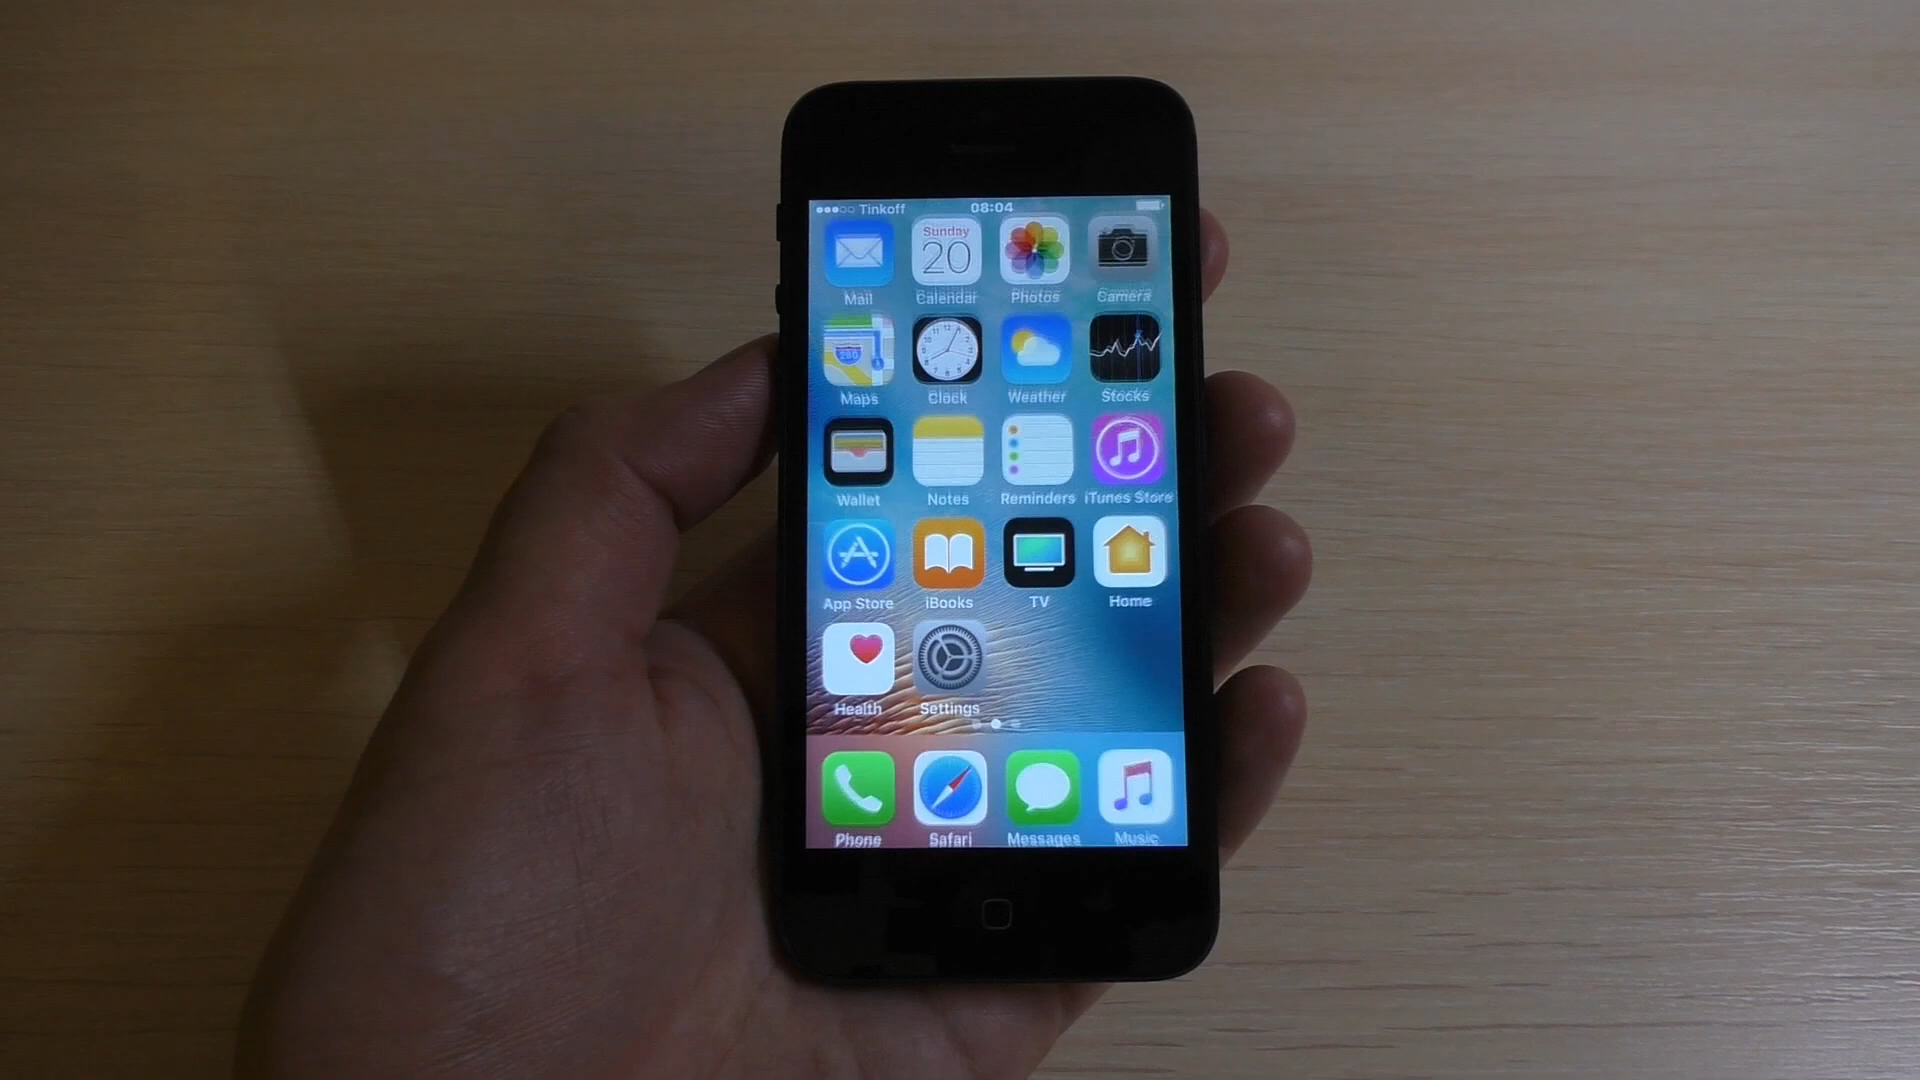 Tinkoff 08:04
Sunday
20
Mail Calendar Photos Camera
280
Maps Clock Weather Stocks
Wallet Notes Reminders iTunes Store
App Store iBooks TV Home
Health Settings
Phone Safari Messages Music